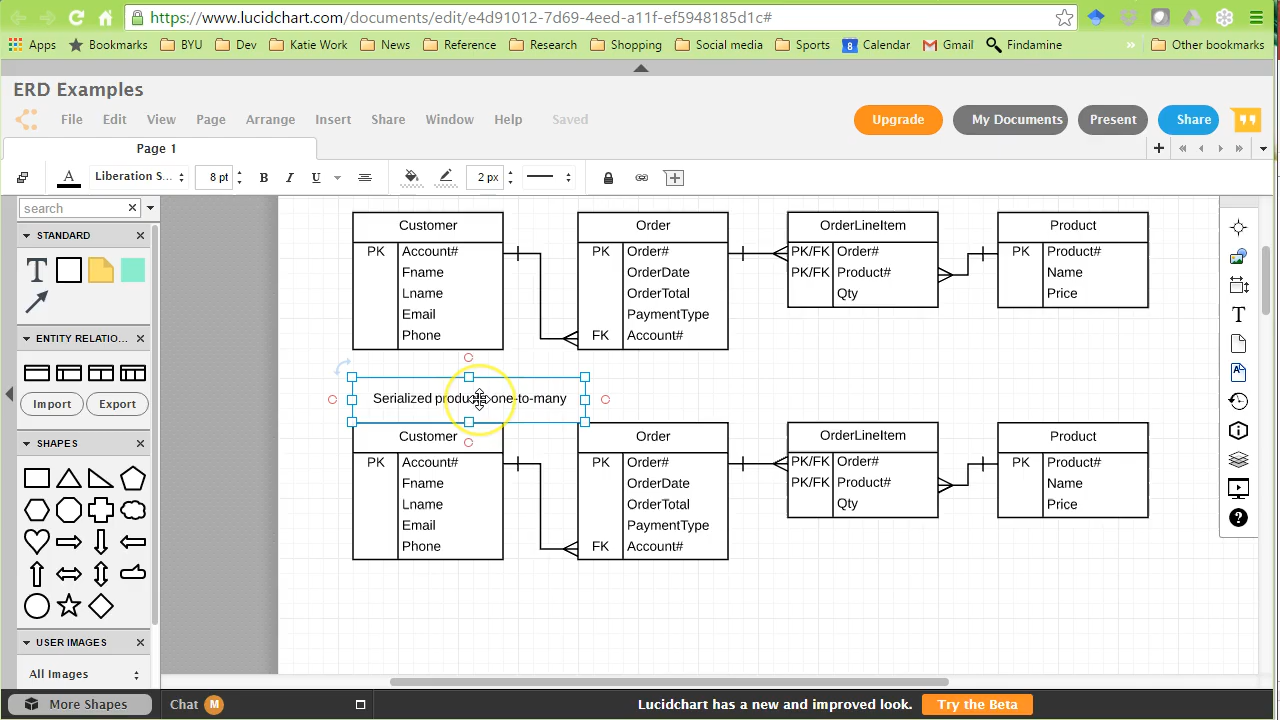 https://www.lucidchart.com/documents/edit/e4d91012-7d69-4eed-a11f-ef5948185d1c#
Apps Bookmarks BYU Dev Katie Work News Reference Research Shopping Social media Sports 8 Calendar Gmail Findamine » Other bookmarks
ERD Examples
File Edit View Page Arrange Insert Share Window Help Saved
Upgrade My Documents Present Share
Page 1
A Liberation S... 8 pt B I U 2 px
search
STANDARD
T
ENTITY RELATIO...
Import Export
SHAPES
USER IMAGES
All Images
More Shapes
Customer
PK Account#
Fname
Lname
Email
Phone
Order
PK Order#
OrderDate
OrderTotal
PaymentType
FK Account#
OrderLineItem
PK/FK Order#
PK/FK Product#
Qty
Product
PK Product#
Name
Price
Serialized product one-to-many
Customer
PK Account#
Fname
Lname
Email
Phone
Order
PK Order#
OrderDate
OrderTotal
PaymentType
FK Account#
OrderLineItem
PK/FK Order#
PK/FK Product#
Qty
Product
PK Product#
Name
Price
T
A
?
Chat M
Lucidchart has a new and improved look. Try the Beta